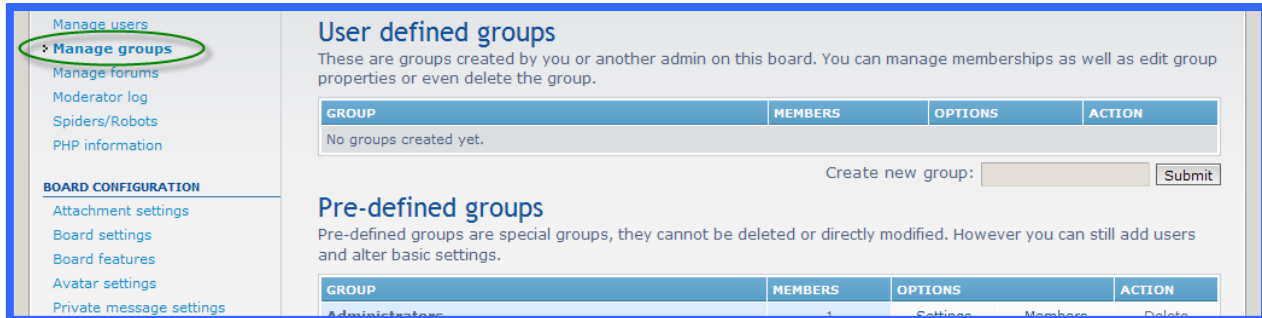 Manage users
Manage groups
Manage forums
Moderator log
Spiders/Robots
PHP information
BOARD CONFIGURATION
Attachment settings
Board settings
Board features
Avatar settings
Private message settings
User defined groups
These are groups created by you or another admin on this board. You can manage memberships as well as edit group
properties or even delete the group.
GROUP MEMBERS OPTIONS ACTION
No groups created yet.
Create new group: Submit
Pre-defined groups
Pre-defined groups are special groups, they cannot be deleted or directly modified. However you can still add users
and alter basic settings.
GROUP MEMBERS OPTIONS ACTION
Administrators 1 Settings Members Delete